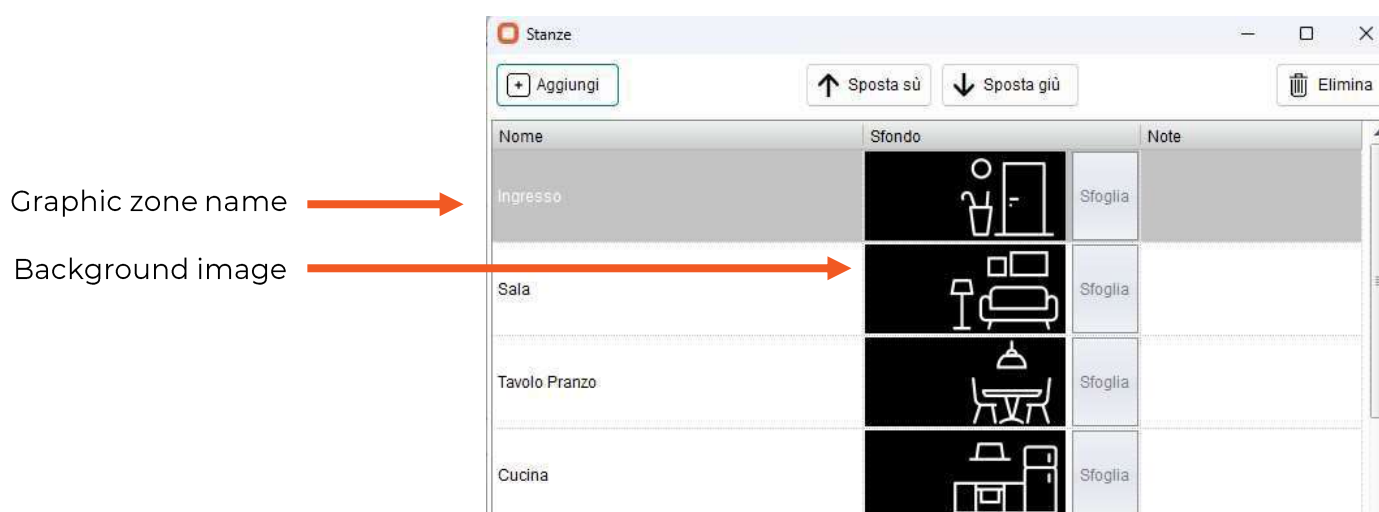 Stanze
Aggiungi
Sposta sù
Sposta giù
Elimina
Nome
Sfondo
Note
Graphic zone name
Ingresso
Sfoglia
Background image
Sala
Sfoglia
Tavolo Pranzo
Sfoglia
Cucina
Sfoglia